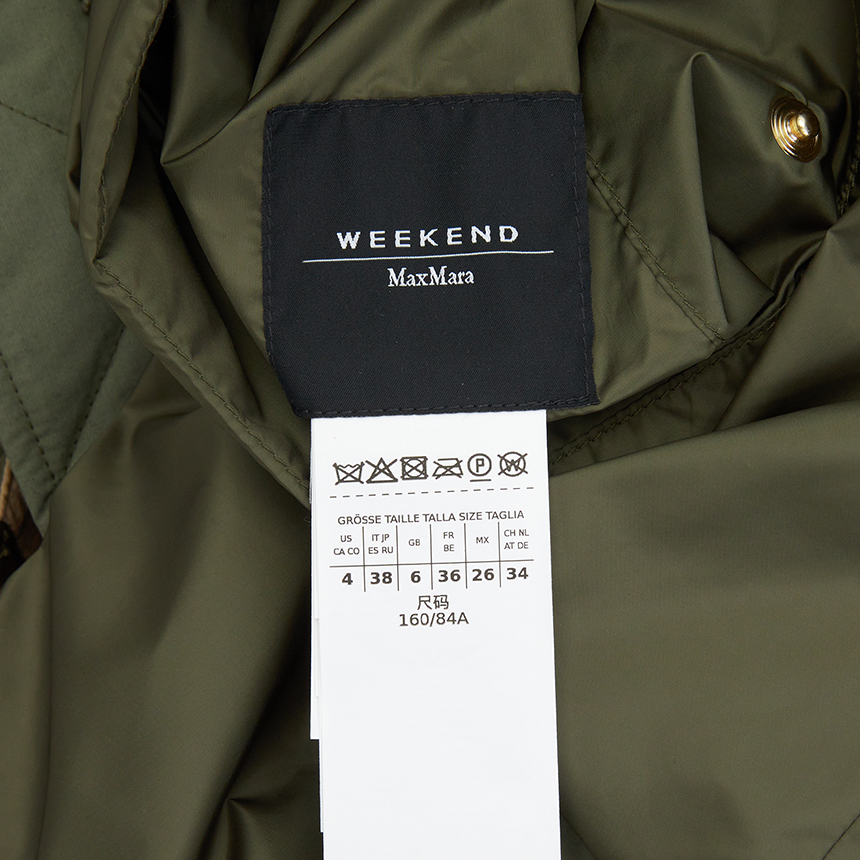 WEEKEND
MaxMara
P W
GRÖSSE TAILLE TALLA SIZE TAGLIA
US IT JP GB FR MX CH NL
CA CO ES RU BE AT DE
4 38 6 36 26 34
尺码
160/84A